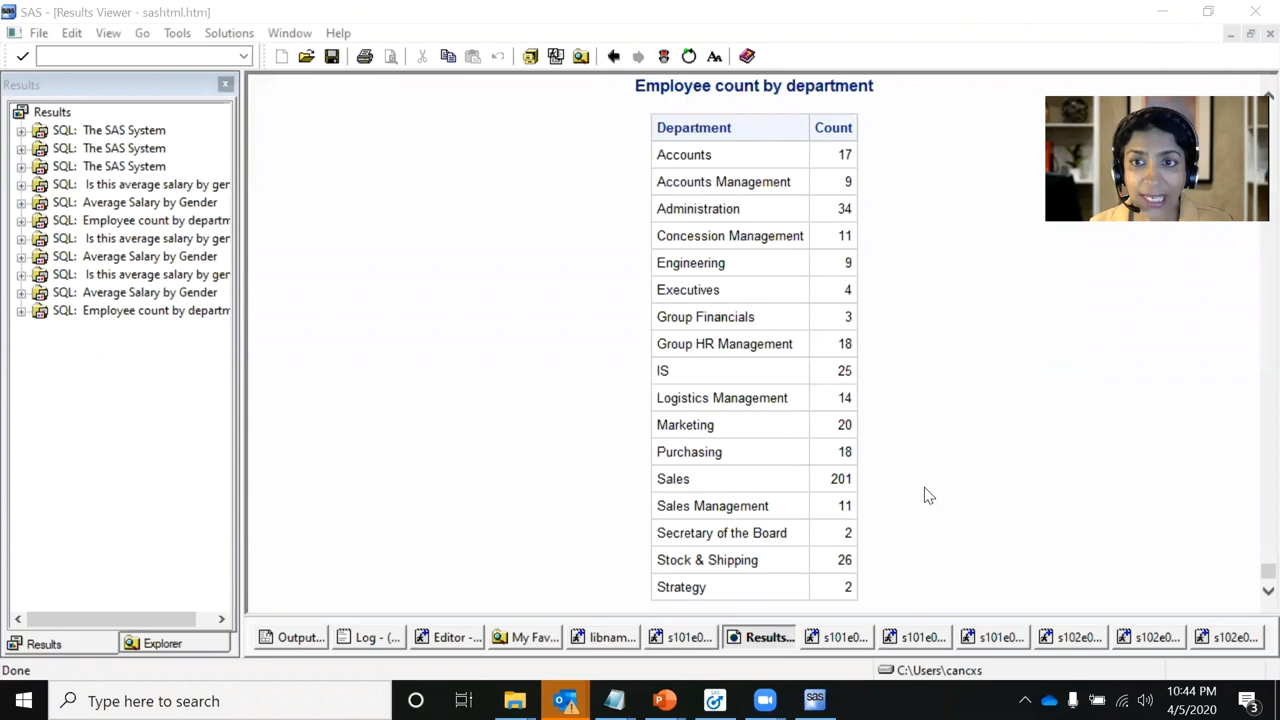 SAS - [Results Viewer - sashtml.htm]
File Edit View Go Tools Solutions Window Help
Results
Results
SQL: The SAS System
SQL: The SAS System
SQL: The SAS System
SQL: Is this average salary by ger
SQL: Average Salary by Gender
SQL: Employee count by departm
SQL: Is this average salary by ger
SQL: Average Salary by Gender
SQL: Is this average salary by ger
SQL: Average Salary by Gender
SQL: Employee count by departm
Employee count by department
Department Count
Accounts 17
Accounts Management 9
Administration 34
Concession Management 11
Engineering 9
Executives 4
Group Financials 3
Group HR Management 18
IS 25
Logistics Management 14
Marketing 20
Purchasing 18
Sales 201
Sales Management 11
Secretary of the Board 2
Stock & Shipping 26
Strategy 2
Results Explorer
Output... Log - (... Editor -... My Fav... libnam... s101e0... Results... s101e0... s101e0... s101e0... s102e0... s102e0... s102e0...
Done C:\Users\cancxs
Type here to search
10:44 PM
4/5/2020
3